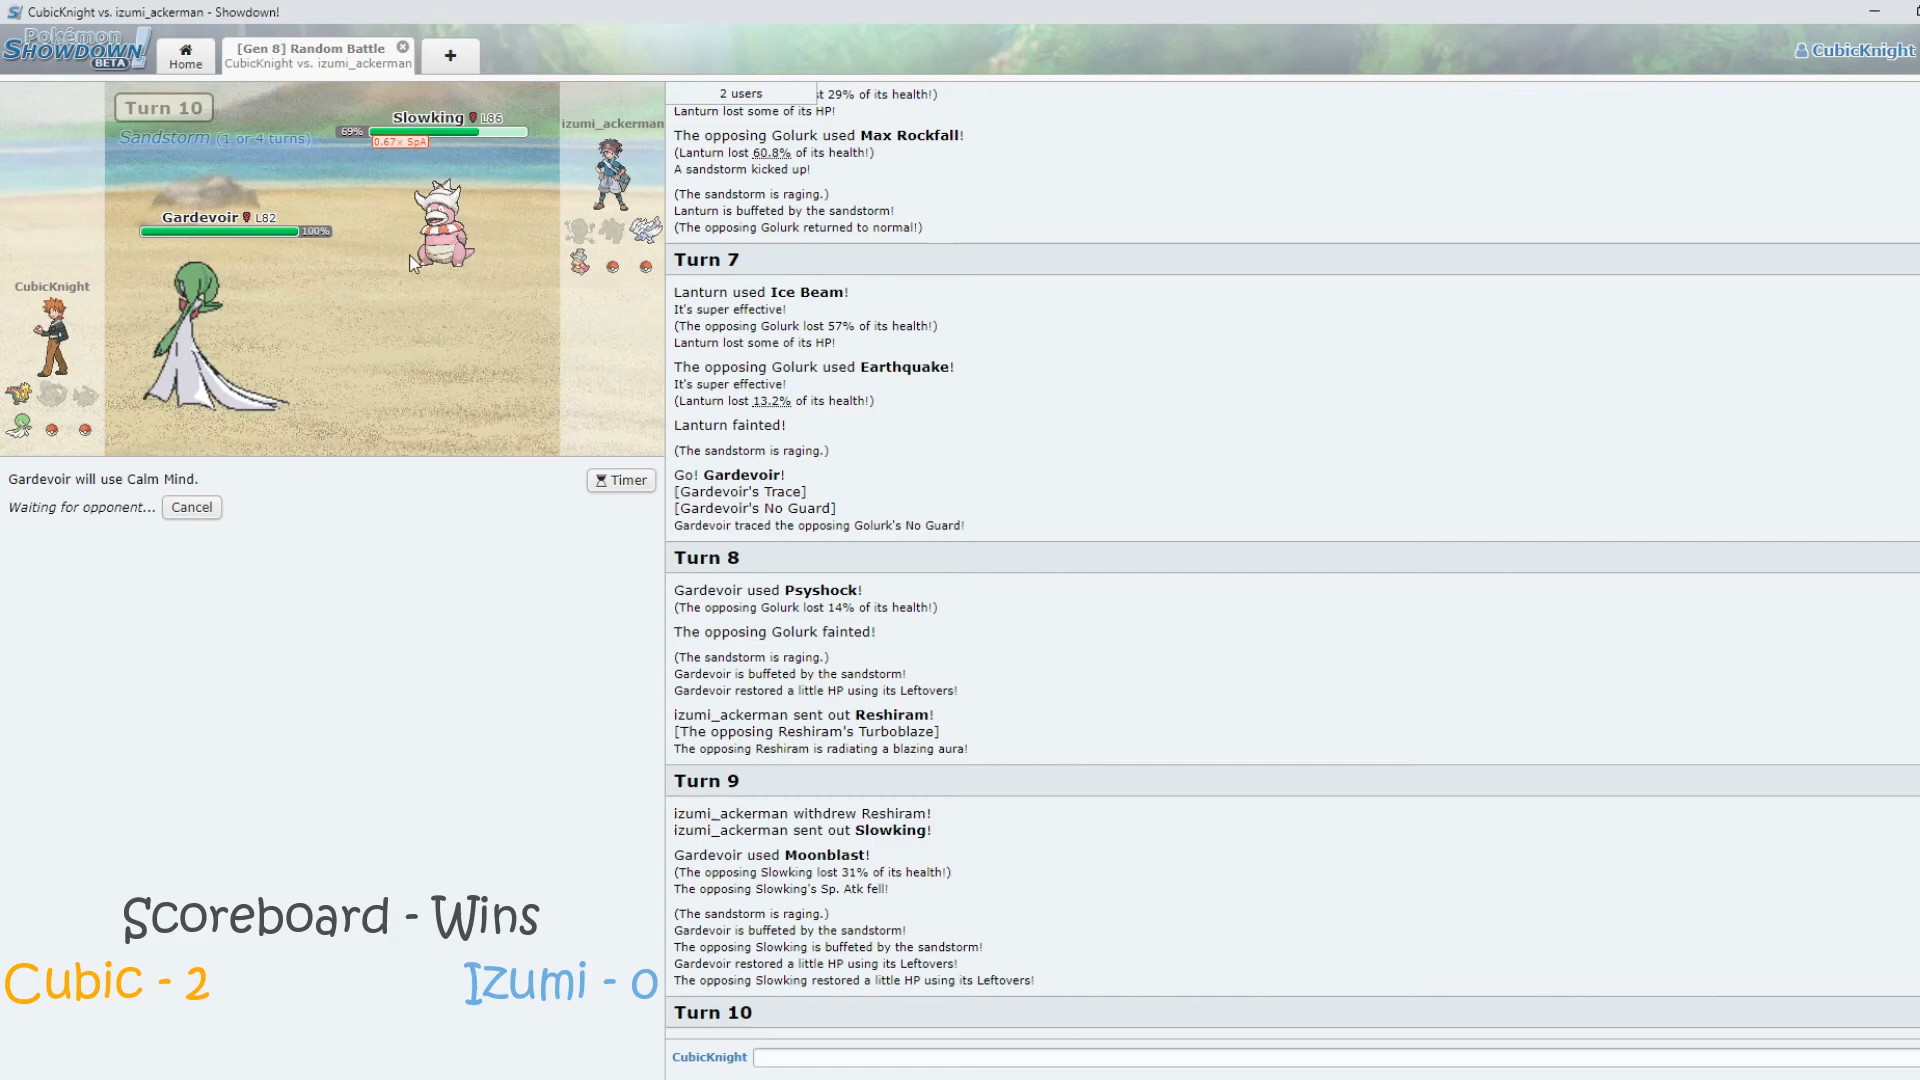 CubicKnight vs. izumi_ackerman - Showdown!
Pokémon
SHOWDOWN!
BETA
Home
[Gen 8] Random Battle
CubicKnight vs. izumi_ackerman
+
CubicKnight
Turn 10
Sandstorm (1 or 4 turns)
Slowking L86
69%
0.67× SpA
izumi_ackerman
Gardevoir L82
100%
CubicKnight
Gardevoir will use Calm Mind.
Timer
Waiting for opponent... Cancel
Scoreboard - Wins
Cubic - 2
Izumi - 0
2 users
t 29% of its health!)
Lanturn lost some of its HP!
The opposing Golurk used Max Rockfall!
(Lanturn lost 60.8% of its health!)
A sandstorm kicked up!
(The sandstorm is raging.)
Lanturn is buffeted by the sandstorm!
(The opposing Golurk returned to normal!)
Turn 7
Lanturn used Ice Beam!
It's super effective!
(The opposing Golurk lost 57% of its health!)
Lanturn lost some of its HP!
The opposing Golurk used Earthquake!
It's super effective!
(Lanturn lost 13.2% of its health!)
Lanturn fainted!
(The sandstorm is raging.)
Go! Gardevoir!
[Gardevoir's Trace]
[Gardevoir's No Guard]
Gardevoir traced the opposing Golurk's No Guard!
Turn 8
Gardevoir used Psyshock!
(The opposing Golurk lost 14% of its health!)
The opposing Golurk fainted!
(The sandstorm is raging.)
Gardevoir is buffeted by the sandstorm!
Gardevoir restored a little HP using its Leftovers!
izumi_ackerman sent out Reshiram!
[The opposing Reshiram's Turboblaze]
The opposing Reshiram is radiating a blazing aura!
Turn 9
izumi_ackerman withdrew Reshiram!
izumi_ackerman sent out Slowking!
Gardevoir used Moonblast!
(The opposing Slowking lost 31% of its health!)
The opposing Slowking's Sp. Atk fell!
(The sandstorm is raging.)
Gardevoir is buffeted by the sandstorm!
The opposing Slowking is buffeted by the sandstorm!
Gardevoir restored a little HP using its Leftovers!
The opposing Slowking restored a little HP using its Leftovers!
Turn 10
CubicKnight